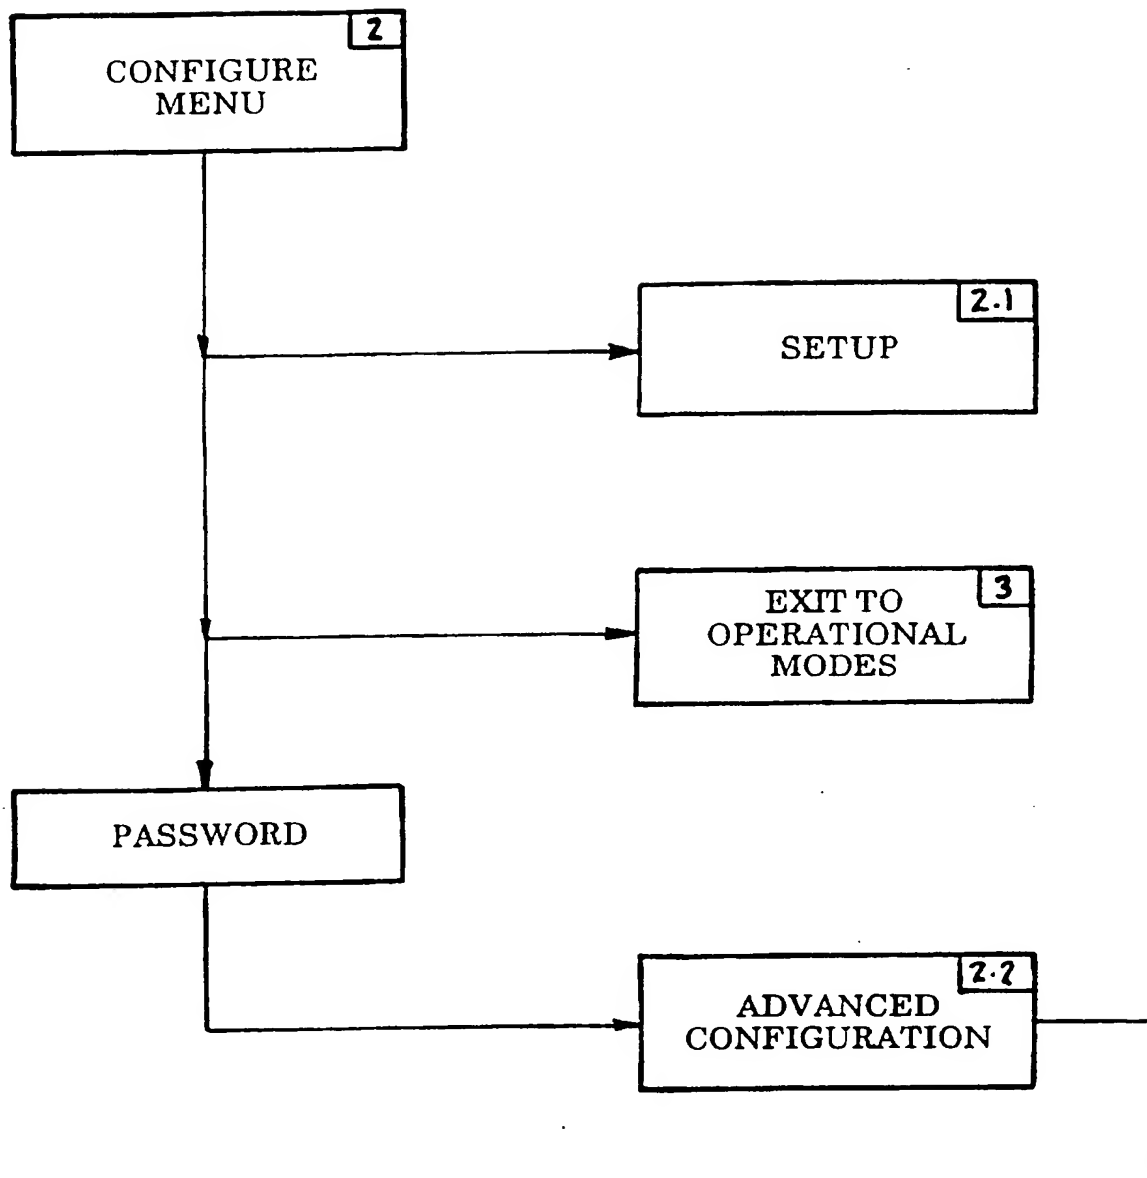 2
CONFIGURE
MENU
2.1
SETUP
3
EXIT TO
OPERATIONAL
MODES
PASSWORD
2.2
ADVANCED
CONFIGURATION